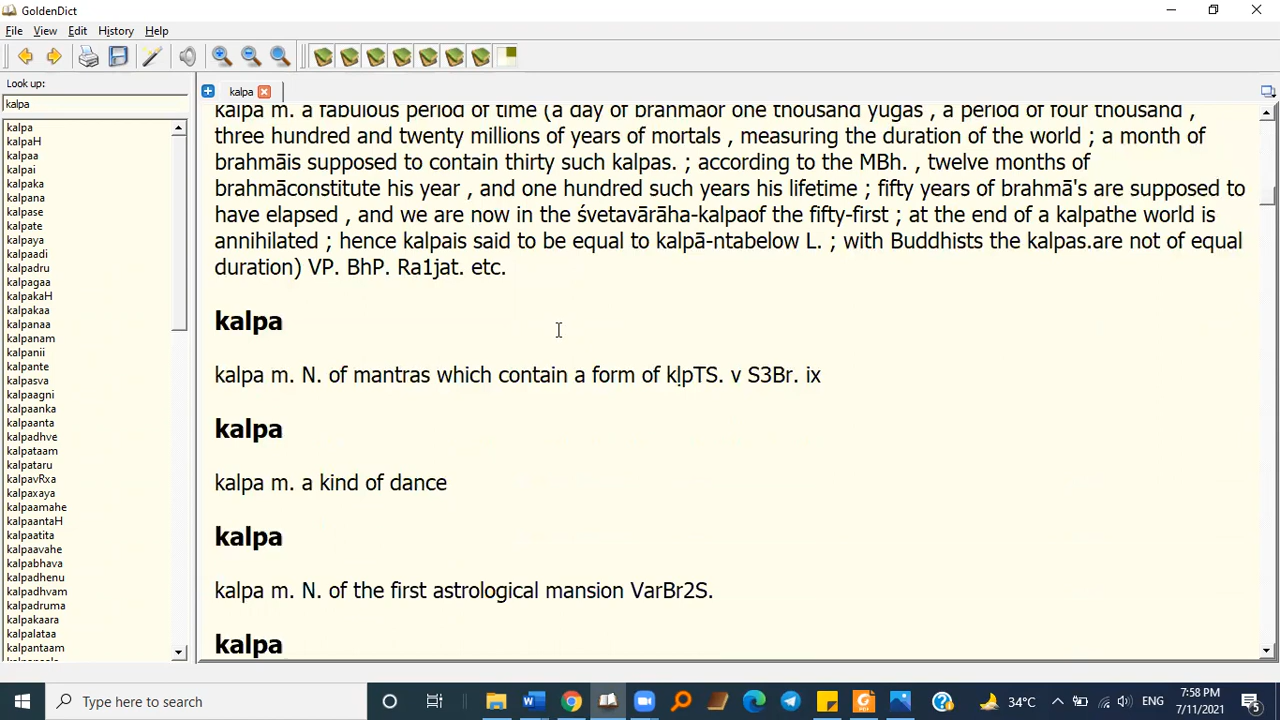 GoldenDict
File View Edit History Help
Look up:
kalpa
kalpa
kalpa
kalpaH
kalpaa
kalpai
kalpaka
kalpana
kalpase
kalpate
kalpaya
kalpaadi
kalpadru
kalpagaa
kalpakaH
kalpakaa
kalpanaa
kalpanam
kalpanii
kalpante
kalpasva
kalpaagni
kalpaanka
kalpaanta
kalpadhve
kalpataam
kalpataru
kalpavRxa
kalpaxaya
kalpaamahe
kalpaantaH
kalpaatita
kalpaavahe
kalpabhava
kalpadhenu
kalpadhvam
kalpadruma
kalpakaara
kalpalataa
kalpantaam
kalpa m. a fabulous period of time (a day of brahmāor one thousand yugas , a period of four thousand ,
three hundred and twenty millions of years of mortals , measuring the duration of the world ; a month of
brahmāis supposed to contain thirty such kalpas. ; according to the MBh. , twelve months of
brahmāconstitute his year , and one hundred such years his lifetime ; fifty years of brahmā's are supposed to
have elapsed , and we are now in the śvetavārāha-kalpaof the fifty-first ; at the end of a kalpathe world is
annihilated ; hence kalpais said to be equal to kalpā-ntabelow L. ; with Buddhists the kalpas.are not of equal
duration) VP. BhP. Ra1jat. etc.
kalpa
kalpa m. N. of mantras which contain a form of kḷpTS. v S3Br. ix
kalpa
kalpa m. a kind of dance
kalpa
kalpa m. N. of the first astrological mansion VarBr2S.
kalpa
Type here to search
34°C
ENG
7:58 PM
7/11/2021
5